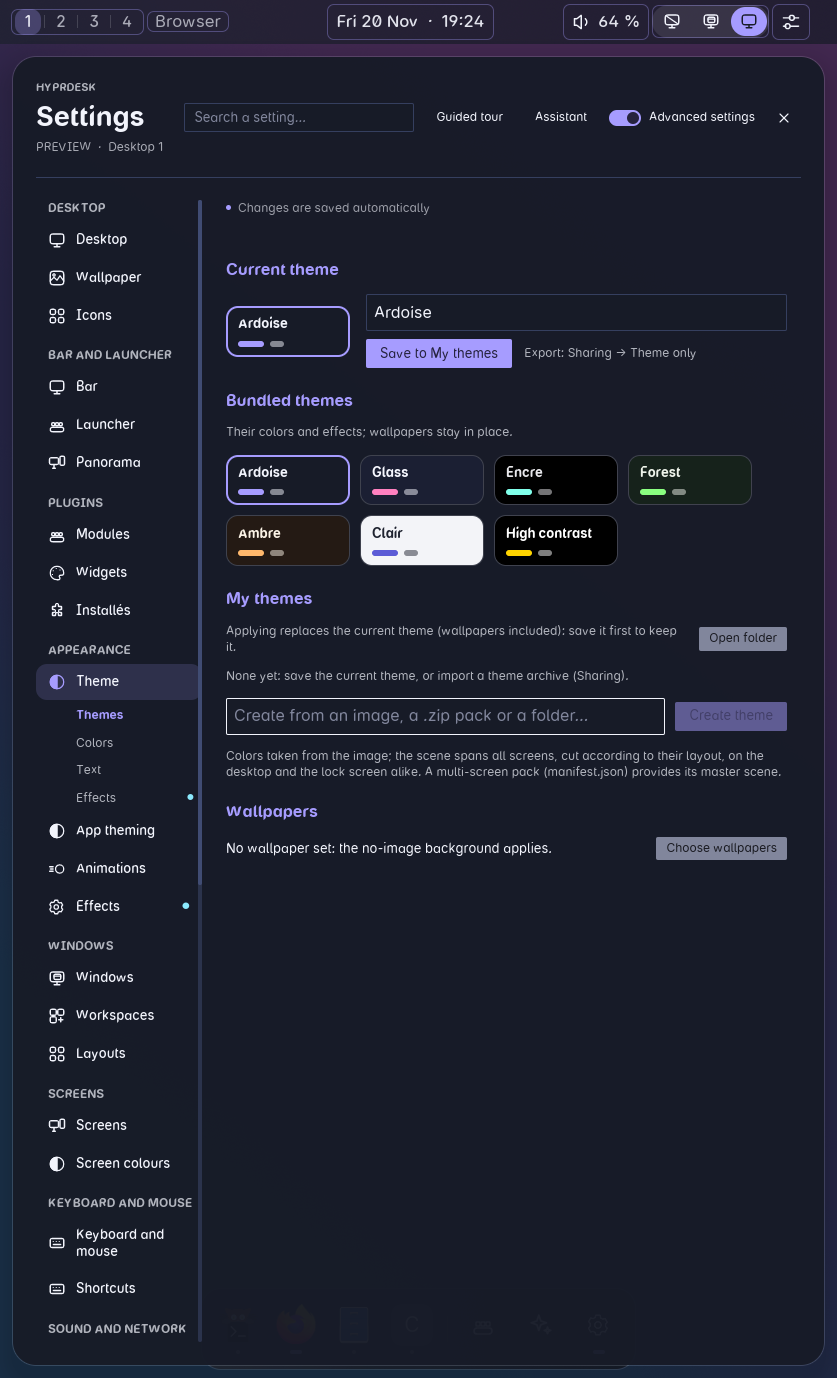 1 2 3 4 Browser
Fri 20 Nov · 19:24
64 %
HYPRDESK
Settings
PREVIEW · Desktop 1
Search a setting...
Guided tour
Assistant
Advanced settings
DESKTOP
Desktop
Wallpaper
Icons
BAR AND LAUNCHER
Bar
Launcher
Panorama
PLUGINS
Modules
Widgets
Installés
APPEARANCE
Theme
Themes
Colors
Text
Effects
App theming
Animations
Effects
WINDOWS
Windows
Workspaces
Layouts
SCREENS
Screens
Screen colours
KEYBOARD AND MOUSE
Keyboard and
mouse
Shortcuts
SOUND AND NETWORK
Changes are saved automatically
Current theme
Ardoise
Ardoise
Save to My themes
Export: Sharing → Theme only
Bundled themes
Their colors and effects; wallpapers stay in place.
Ardoise
Glass
Encre
Forest
Ambre
Clair
High contrast
My themes
Applying replaces the current theme (wallpapers included): save it first to keep
it.
Open folder
None yet: save the current theme, or import a theme archive (Sharing).
Create from an image, a .zip pack or a folder...
Create theme
Colors taken from the image; the scene spans all screens, cut according to their layout, on the
desktop and the lock screen alike. A multi-screen pack (manifest.json) provides its master scene.
Wallpapers
No wallpaper set: the no-image background applies.
Choose wallpapers